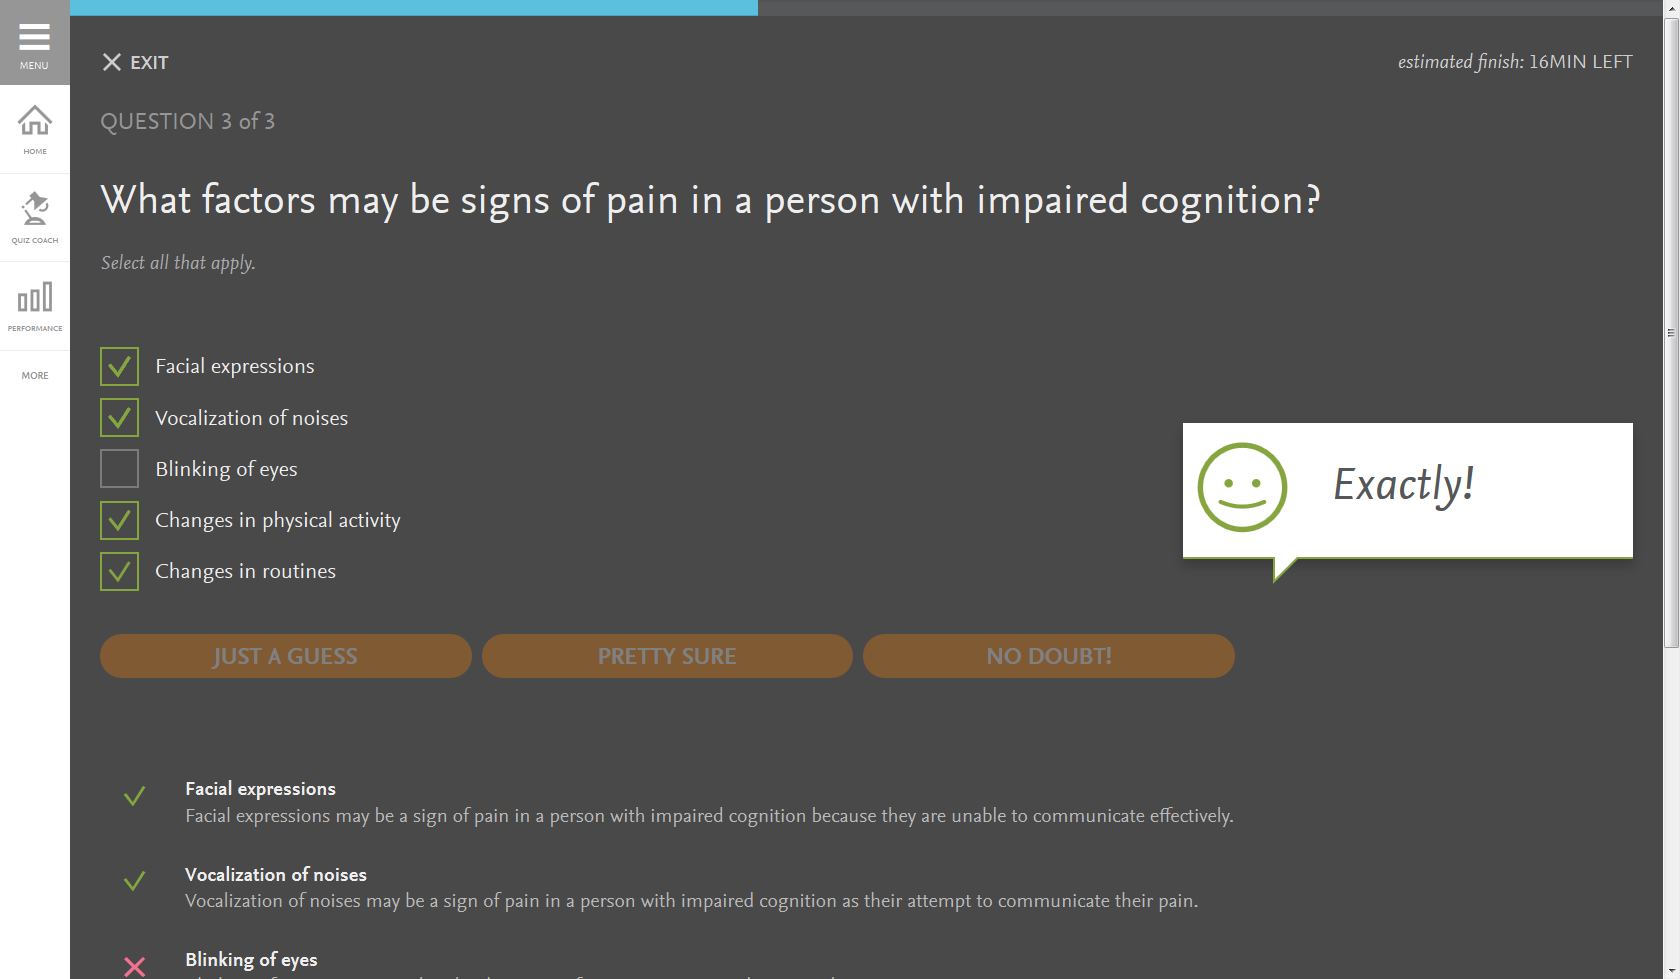 MENU
HOME
QUIZ COACH
PERFORMANCE
MORE
EXIT
estimated finish: 16MIN LEFT
QUESTION 3 of 3
What factors may be signs of pain in a person with impaired cognition?
Select all that apply.
Facial expressions
Vocalization of noises
Blinking of eyes
Changes in physical activity
Changes in routines
Exactly!
JUST A GUESS
PRETTY SURE
NO DOUBT!
Facial expressions
Facial expressions may be a sign of pain in a person with impaired cognition because they are unable to communicate effectively.
Vocalization of noises
Vocalization of noises may be a sign of pain in a person with impaired cognition as their attempt to communicate their pain.
Blinking of eyes